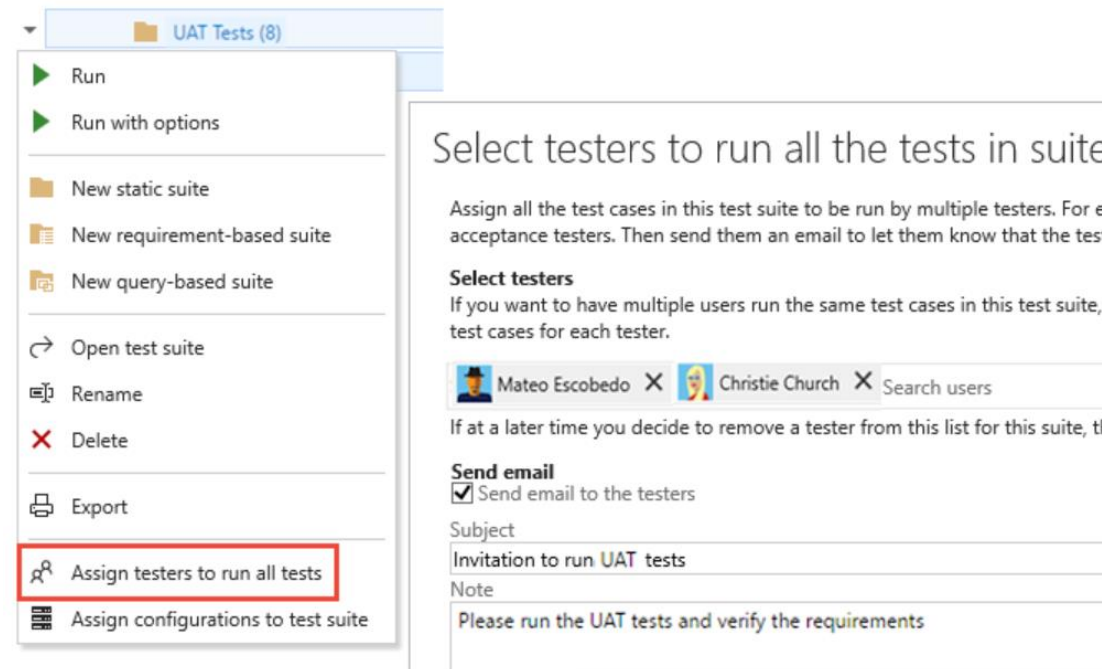 UAT Tests (8)
Run
Run with options
New static suite
New requirement-based suite
New query-based suite
Open test suite
Rename
Delete
Export
Assign testers to run all tests
Assign configurations to test suite
Select testers to run all the tests in suite
Assign all the test cases in this test suite to be run by multiple testers. For
acceptance testers. Then send them an email to let them know that the
Select testers
If you want to have multiple users run the same test cases in this test suite,
test cases for each tester.
Mateo Escobedo Christie Church Search users
If at a later time you decide to remove a tester from this list for this suite,
Send email
Send email to the testers
Subject
Invitation to run UAT tests
Note
Please run the UAT tests and verify the requirements